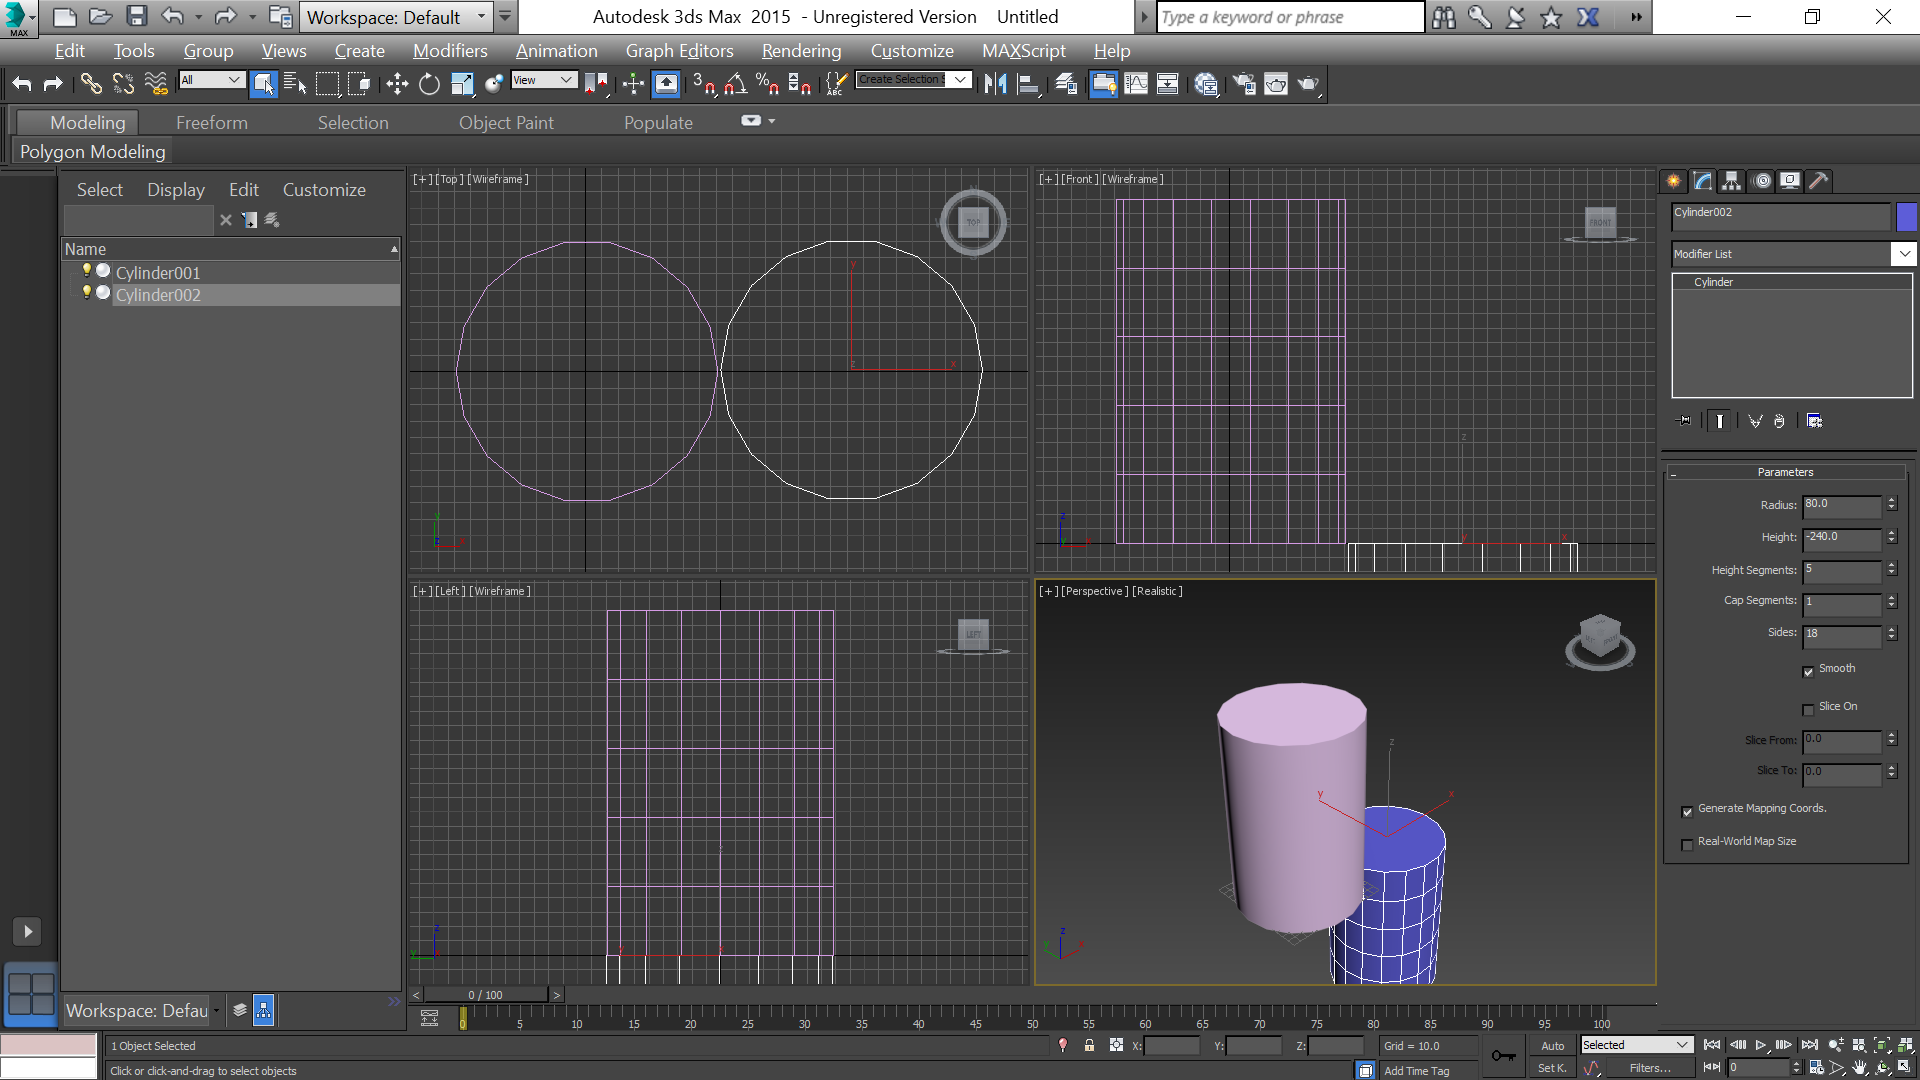 MAX
Workspace: Default
Autodesk 3ds Max 2015 - Unregistered Version Untitled
Type a keyword or phrase
Edit Tools Group Views Create Modifiers Animation Graph Editors Rendering Customize MAXScript Help
All
View
3
%
ABC
Create Selection S
Modeling Freeform Selection Object Paint Populate
Polygon Modeling
Select Display Edit Customize
Name
Cylinder001
Cylinder002
Workspace: Defau
[+][Top][Wireframe]
TOP
y
z
x
y
z
[+][Front][Wireframe]
FRONT
z
z
x
[+][Left][Wireframe]
LEFT
z
y
[+][Perspective][Realistic]
z
y
x
z
Cylinder002
Modifier List
Cylinder
Parameters
Radius: 80.0
Height: -240.0
Height Segments: 5
Cap Segments: 1
Sides: 18
Smooth
Slice On
Slice From: 0.0
Slice To: 0.0
Generate Mapping Coords.
Real-World Map Size
< 0 / 100 >
0 5 10 15 20 25 30 35 40 45 50 55 60 65 70 75 80 85 90 95 100
1 Object Selected
X: Y: Z:
Grid = 10.0
Auto
Selected
Click or click-and-drag to select objects
Add Time Tag
Set K.
Filters...
0